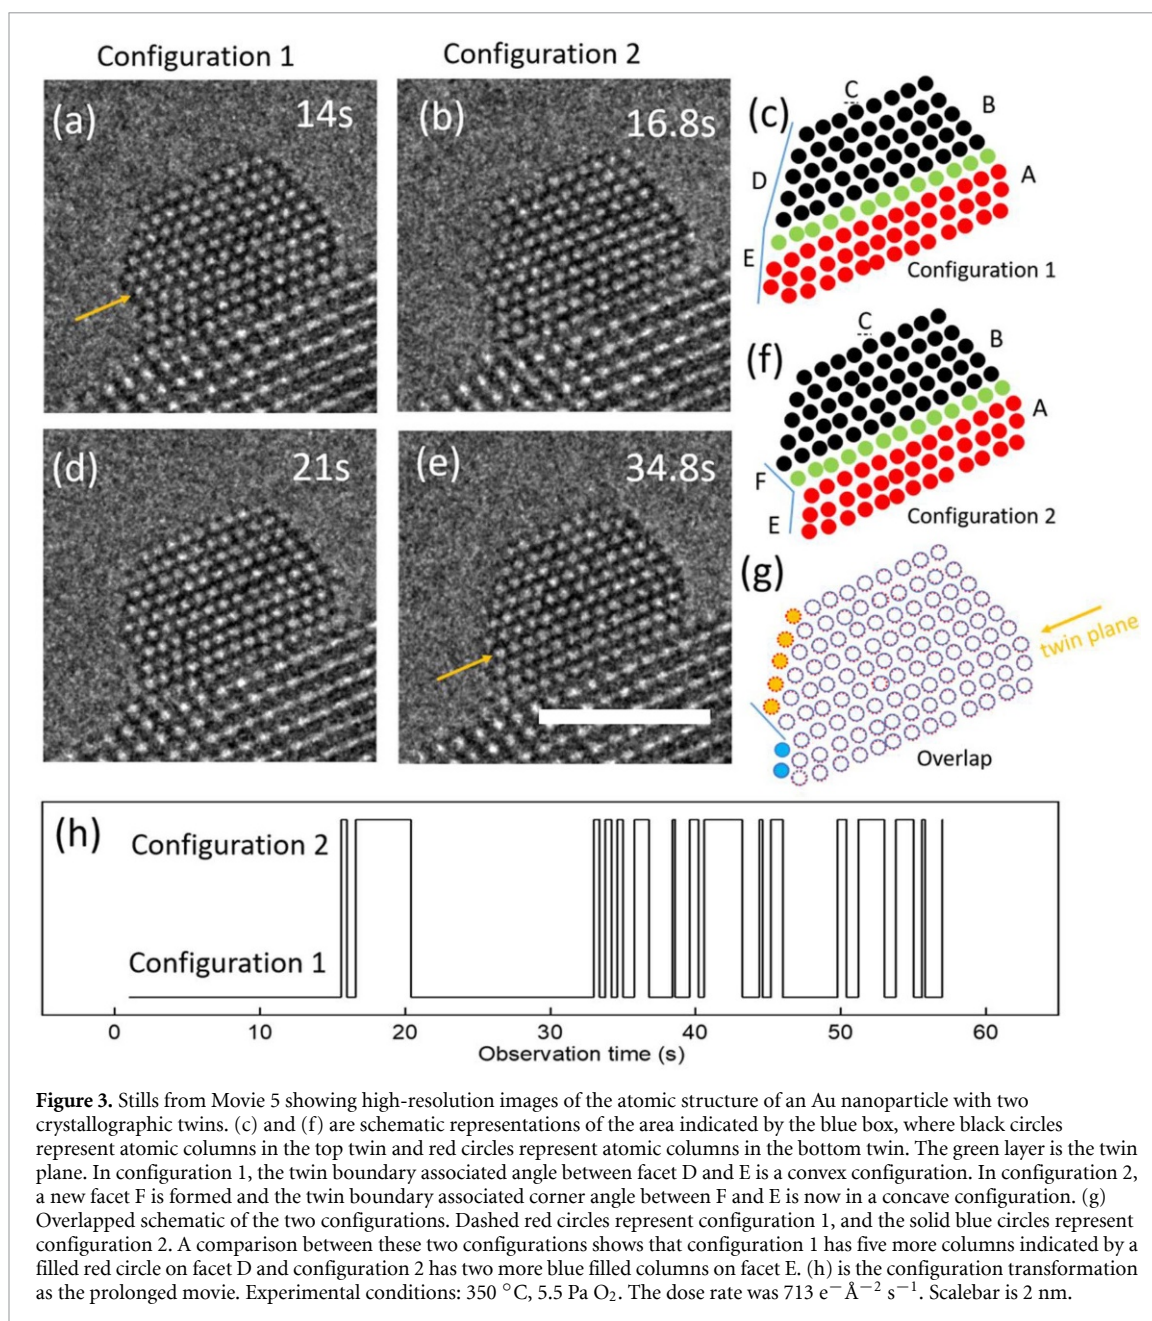 Configuration 1
Configuration 2
(a)
14s
(b)
16.8s
(c)
C
B
D
A
E
Configuration 1
(d)
21s
(e)
34.8s
(f)
C
B
A
F
E
Configuration 2
(g)
twin plane
Overlap
(h)
Configuration 2
Configuration 1
0 10 20 30 40 50 60
Observation time (s)
Figure 3. Stills from Movie 5 showing high-resolution images of the atomic structure of an Au nanoparticle with two
crystallographic twins. (c) and (f) are schematic representations of the area indicated by the blue box, where black circles
represent atomic columns in the top twin and red circles represent atomic columns in the bottom twin. The green layer is the twin
plane. In configuration 1, the twin boundary associated angle between facet D and E is a convex configuration. In configuration 2,
a new facet F is formed and the twin boundary associated corner angle between F and E is now in a concave configuration. (g)
Overlapped schematic of the two configurations. Dashed red circles represent configuration 1, and the solid blue circles represent
configuration 2. A comparison between these two configurations shows that configuration 1 has five more columns indicated by a
filled red circle on facet D and configuration 2 has two more blue filled columns on facet E. (h) is the configuration transformation
as the prolonged movie. Experimental conditions: 350 °C, 5.5 Pa O₂. The dose rate was 713 e⁻ Å⁻² s⁻¹. Scalebar is 2 nm.